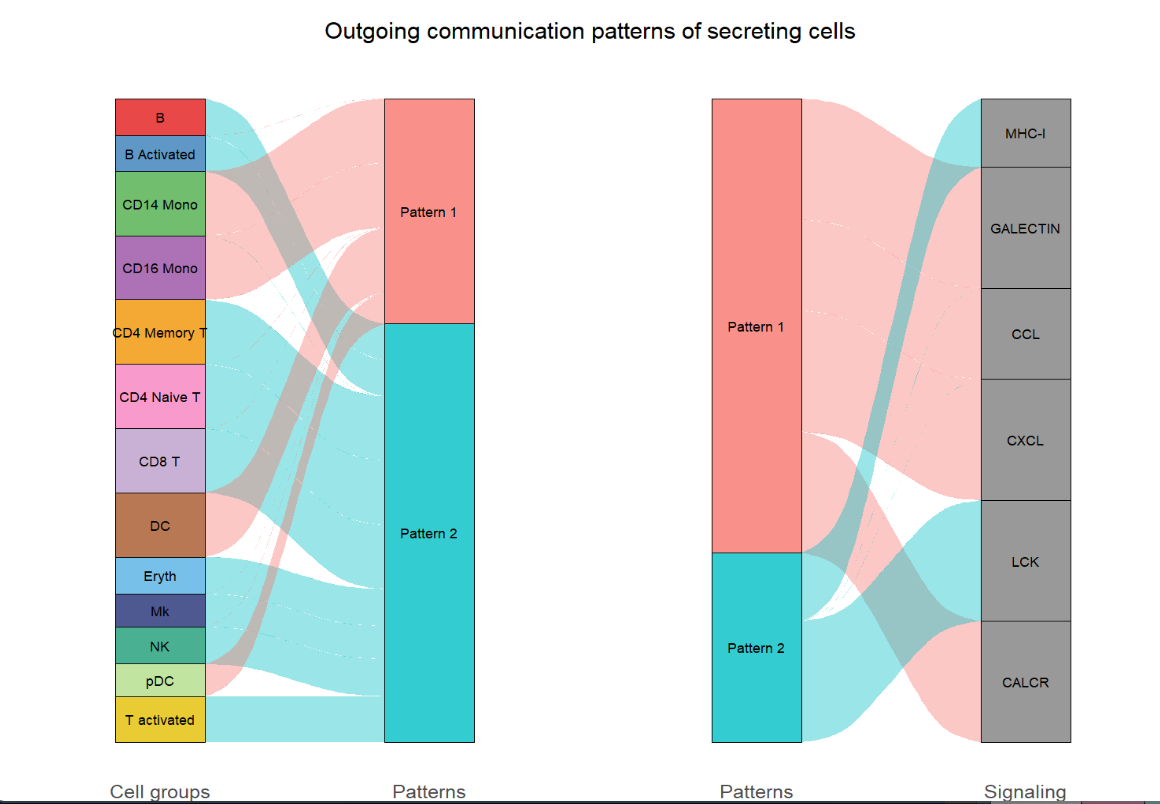 Outgoing communication patterns of secreting cells
B
B Activated
CD14 Mono
CD16 Mono
CD4 Memory T
CD4 Naive T
CD8 T
DC
Eryth
Mk
NK
pDC
T activated
Pattern 1
Pattern 2
Pattern 1
Pattern 2
MHC-I
GALECTIN
CCL
CXCL
LCK
CALCR
Cell groups
Patterns
Patterns
Signaling